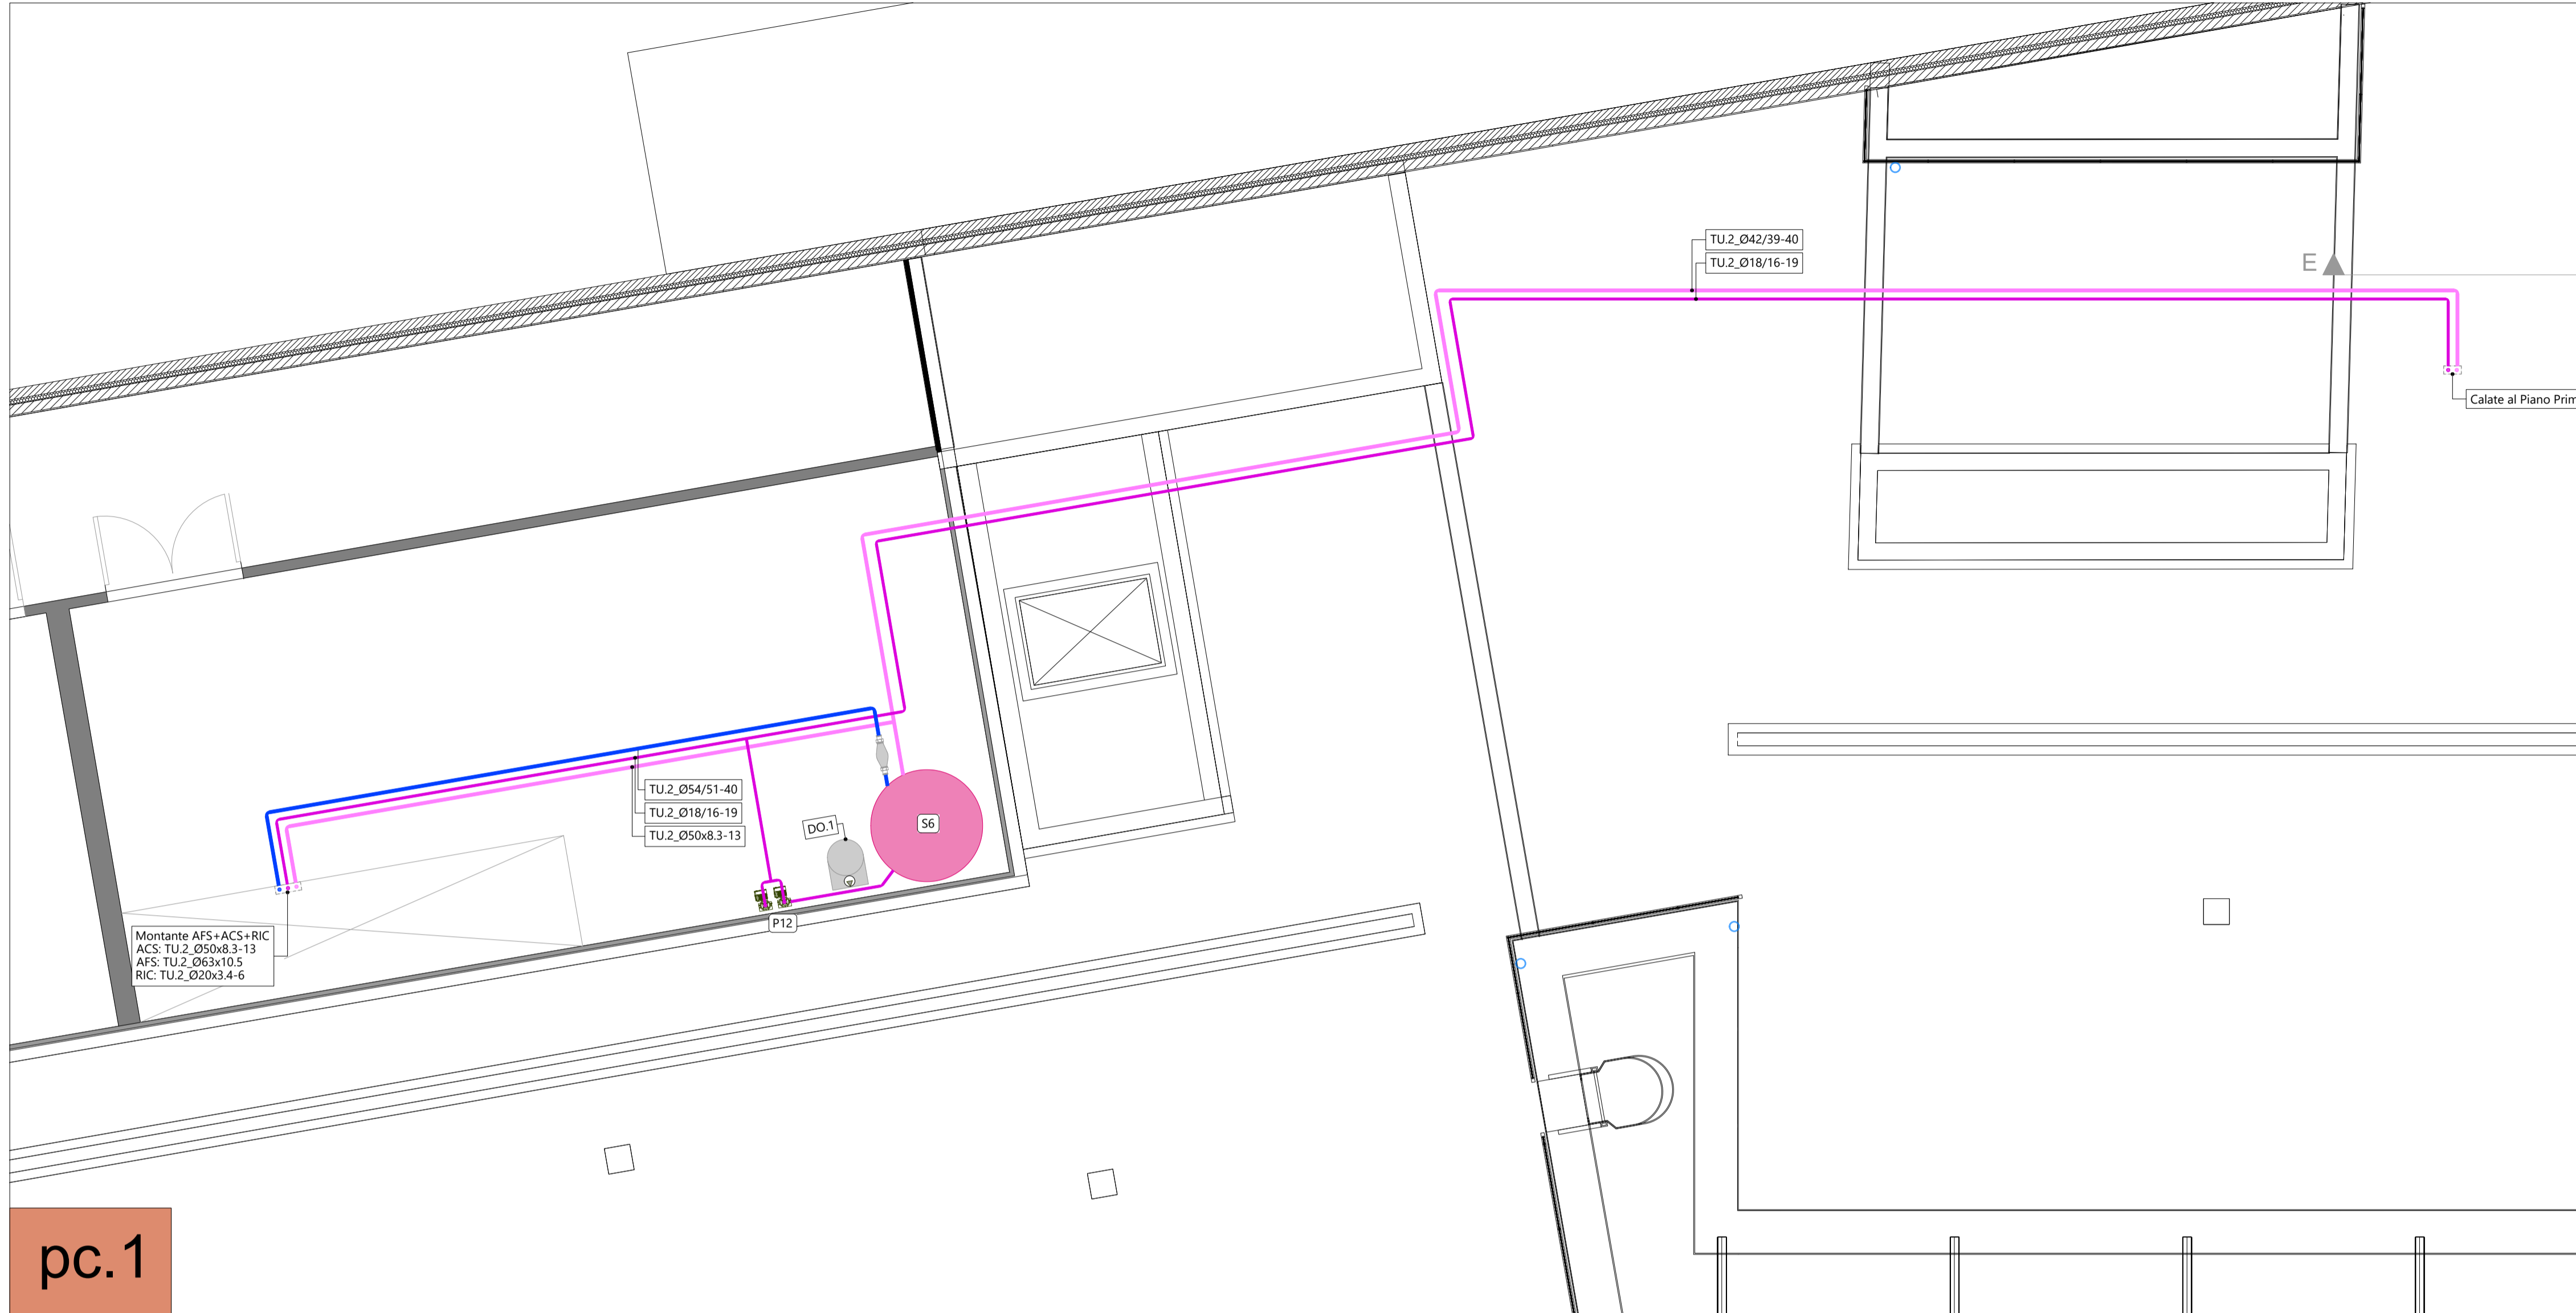 TU.2_Ø42/39-40
TU.2_Ø18/16-19
E
Calate al Piano Prim
TU.2_Ø54/51-40
TU.2_Ø18/16-19
TU.2_Ø50x8.3-13
DO.1
S6
P12
Montante AFS+ACS+RIC
ACS: TU.2_Ø50x8.3-13
AFS: TU.2_Ø63x10.5
RIC: TU.2_Ø20x3.4-6
pc.1